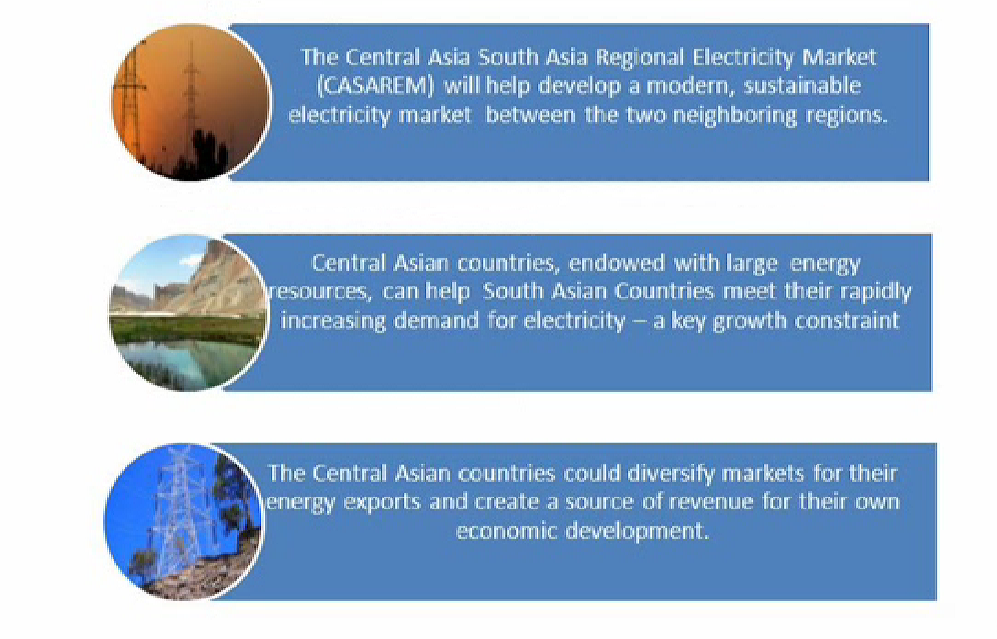 The Central Asia South Asia Regional Electricity Market
(CASAREM) will help develop a modern, sustainable
electricity market between the two neighboring regions.
Central Asian countries, endowed with large energy
resources, can help South Asian Countries meet their rapidly
increasing demand for electricity – a key growth constraint
The Central Asian countries could diversify markets for their
energy exports and create a source of revenue for their own
economic development.